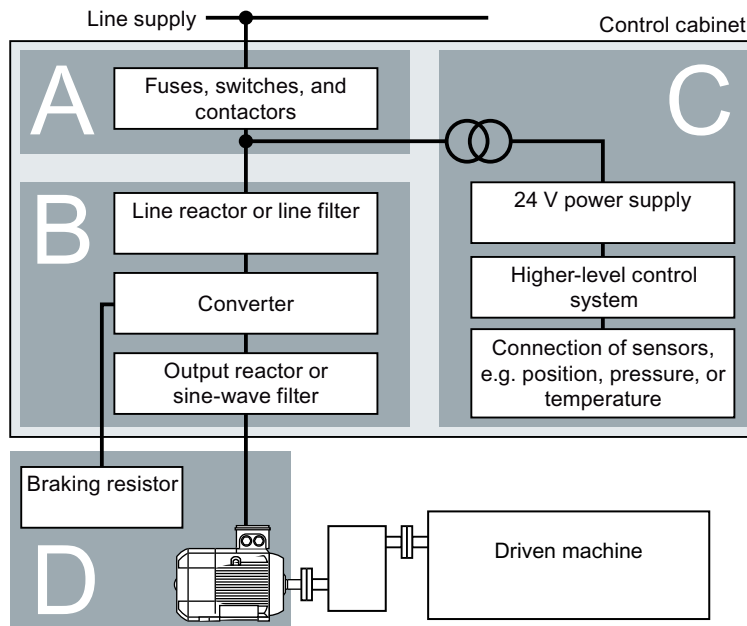 Line supply
Control cabinet
A
Fuses, switches, and
contactors
C
B
Line reactor or line filter
24 V power supply
Converter
Higher-level control
system
Output reactor or
sine-wave filter
Connection of sensors,
e.g. position, pressure, or
temperature
Braking resistor
D
Driven machine